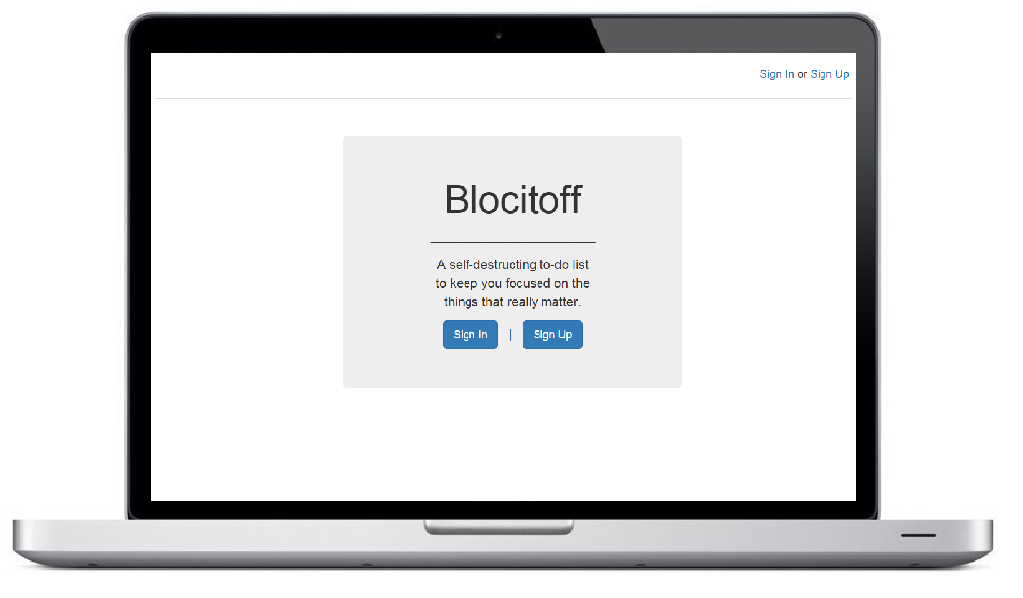 Sign In or Sign Up
Blocitoff
A self-destructing to-do list
to keep you focused on the
things that really matter.
Sign In | Sign Up